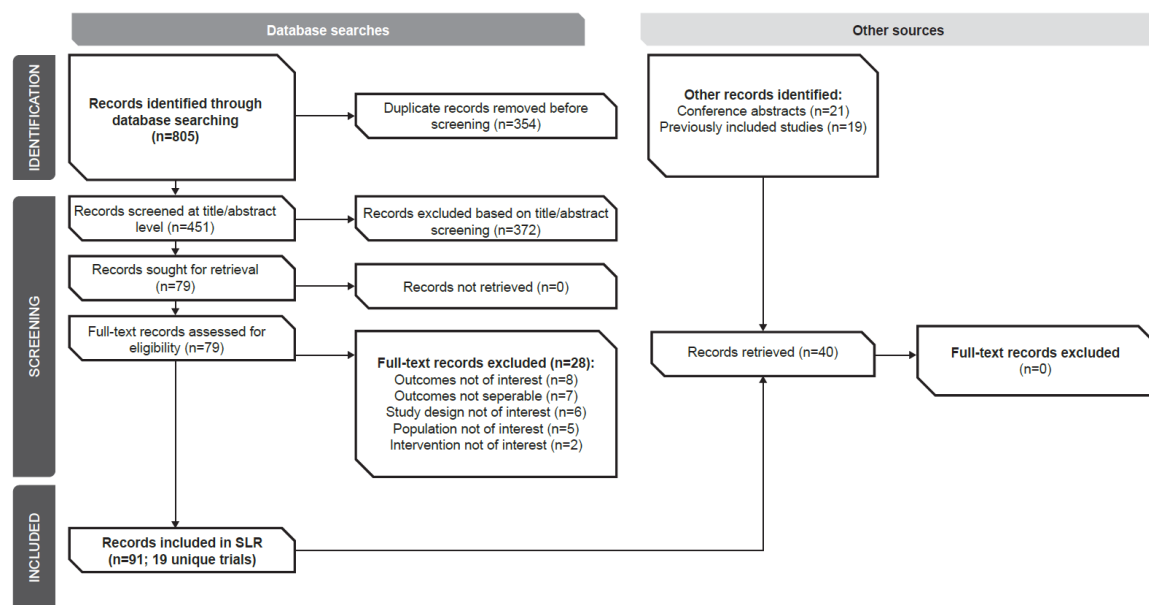 Database searches
Other sources
IDENTIFICATION
Records identified through
database searching
(n=805)
Duplicate records removed before
screening (n=354)
Other records identified:
Conference abstracts (n=21)
Previously included studies (n=19)
SCREENING
Records screened at title/abstract
level (n=451)
Records excluded based on title/abstract
screening (n=372)
Records sought for retrieval
(n=79)
Records not retrieved (n=0)
Full-text records assessed for
eligibility (n=79)
Full-text records excluded (n=28):
Outcomes not of interest (n=8)
Outcomes not seperable (n=7)
Study design not of interest (n=6)
Population not of interest (n=5)
Intervention not of interest (n=2)
Records retrieved (n=40)
Full-text records excluded
(n=0)
INCLUDED
Records included in SLR
(n=91; 19 unique trials)